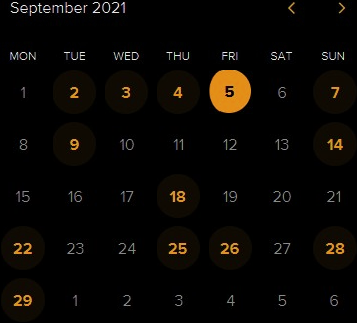 September 2021 < >
MON TUE WED THU FRI SAT SUN
1 2 3 4 5 6 7
8 9 10 11 12 13 14
15 16 17 18 19 20 21
22 23 24 25 26 27 28
29 1 2 3 4 5 6